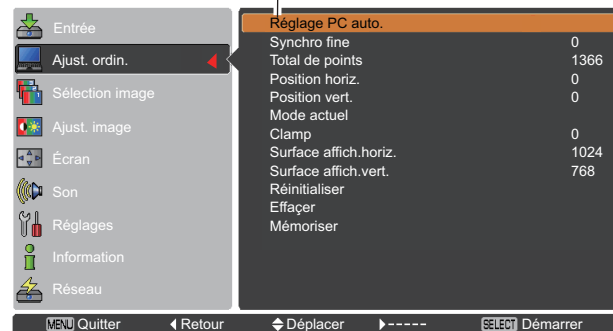 Entrée
Ajust. ordin.
Sélection image
Ajust. image
Écran
Son
Réglages
Information
Réseau
Réglage PC auto.
Synchro fine 0
Total de points 1366
Position horiz. 0
Position vert. 0
Mode actuel
Clamp 0
Surface affich.horiz. 1024
Surface affich.vert. 768
Réinitialiser
Effaçer
Mémoriser
MENU Quitter Retour Déplacer ----- SELECT Démarrer